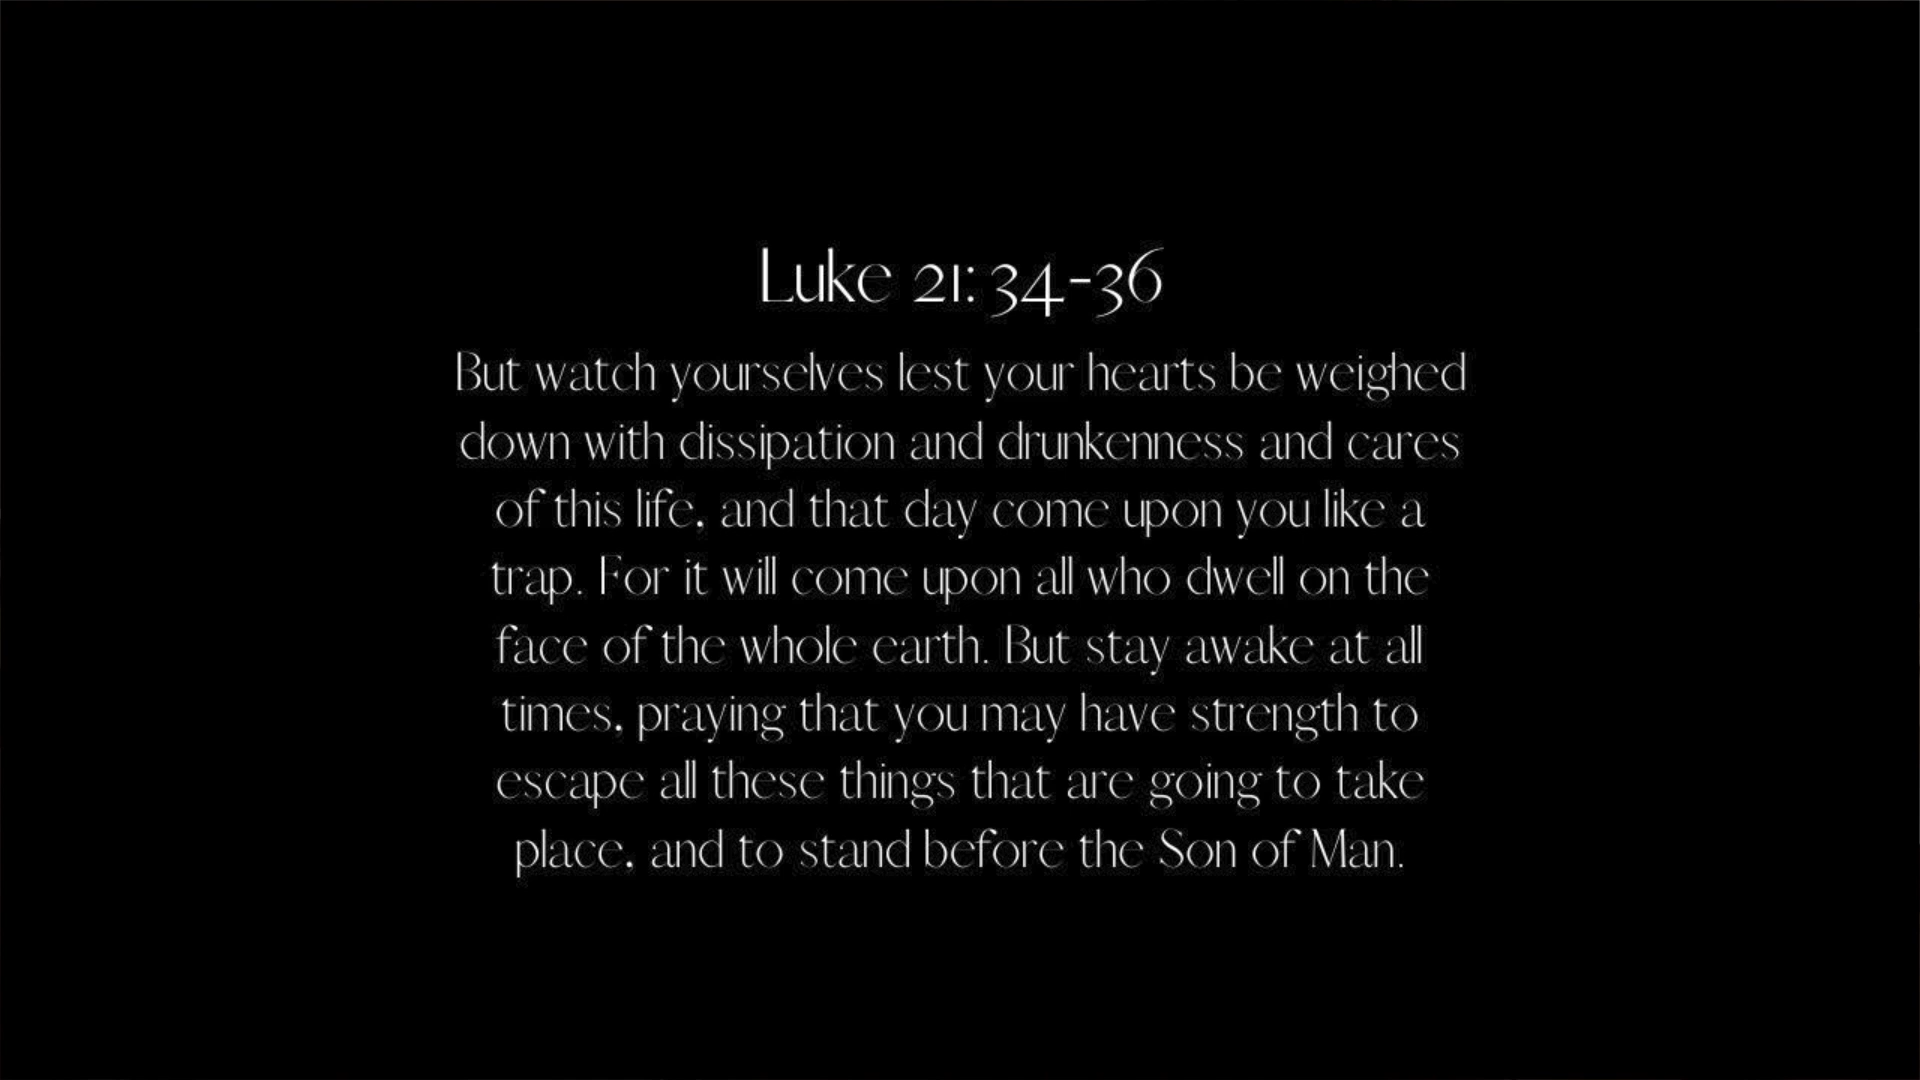 Luke 21: 34-36
But watch yourselves lest your hearts be weighed
down with dissipation and drunkenness and cares
of this life, and that day come upon you like a
trap. For it will come upon all who dwell on the
face of the whole earth. But stay awake at all
times, praying that you may have strength to
escape all these things that are going to take
place, and to stand before the Son of Man.